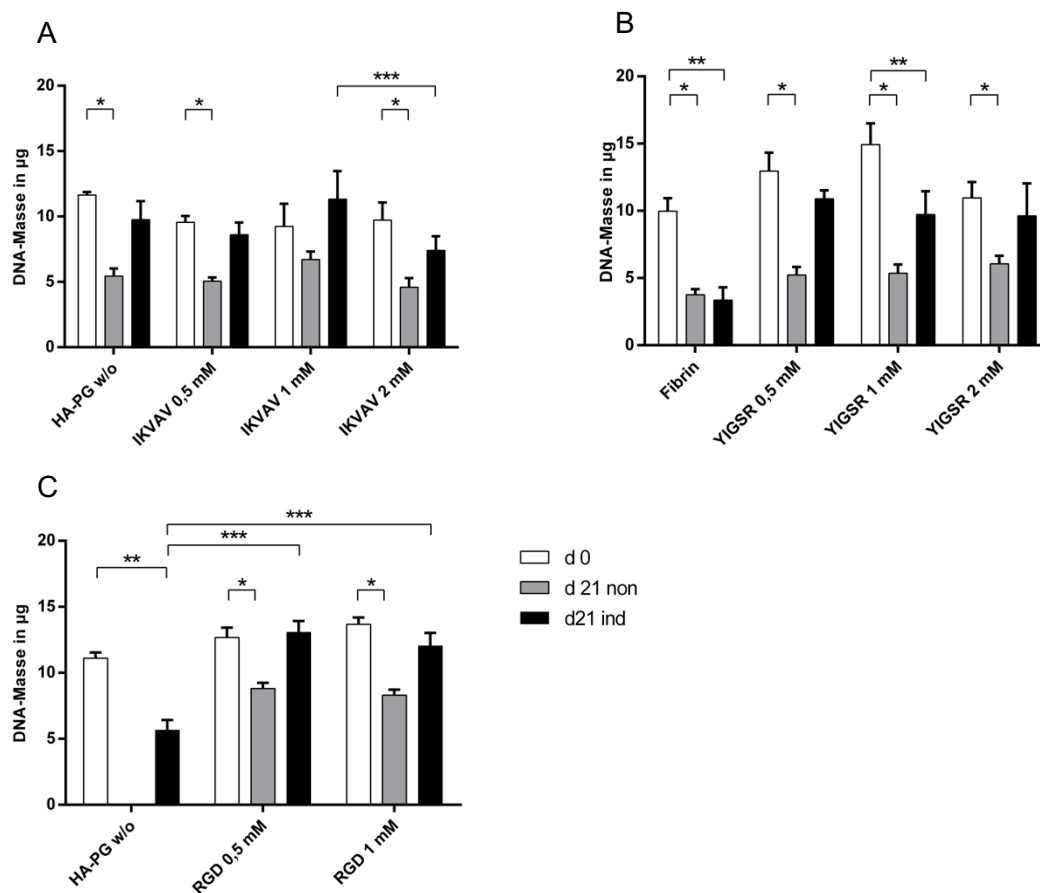 A
DNA-Masse in µg
20
15
10
5
0
*
*
***
*
HA-PG w/o
IKVAV 0,5 mM
IKVAV 1 mM
IKVAV 2 mM
B
DNA-Masse in µg
20
15
10
5
0
**
*
*
**
*
*
Fibrin
YIGSR 0,5 mM
YIGSR 1 mM
YIGSR 2 mM
C
DNA-Masse in µg
20
15
10
5
0
***
***
**
*
*
HA-PG w/o
RGD 0,5 mM
RGD 1 mM
d 0
d 21 non
d21 ind